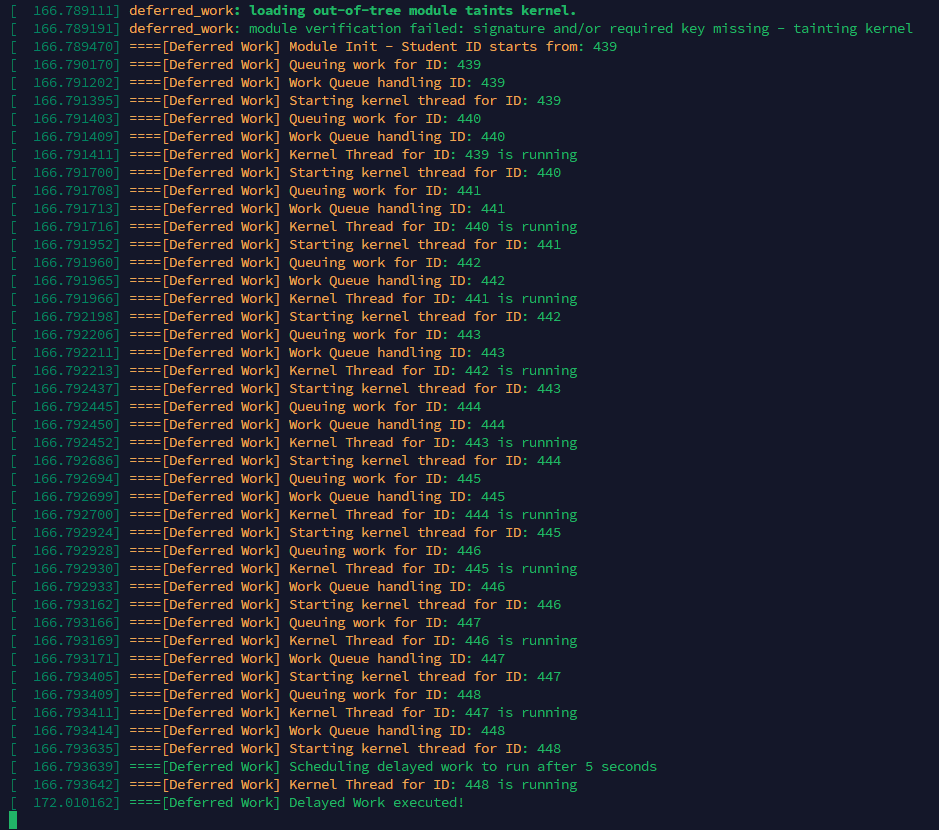 [  166.789111] deferred_work: loading out-of-tree module taints kernel.
[  166.789191] deferred_work: module verification failed: signature and/or required key missing - tainting kernel
[  166.789470] ====[Deferred Work] Module Init - Student ID starts from: 439
[  166.790170] ====[Deferred Work] Queuing work for ID: 439
[  166.791202] ====[Deferred Work] Work Queue handling ID: 439
[  166.791395] ====[Deferred Work] Starting kernel thread for ID: 439
[  166.791403] ====[Deferred Work] Queuing work for ID: 440
[  166.791409] ====[Deferred Work] Work Queue handling ID: 440
[  166.791411] ====[Deferred Work] Kernel Thread for ID: 439 is running
[  166.791700] ====[Deferred Work] Starting kernel thread for ID: 440
[  166.791708] ====[Deferred Work] Queuing work for ID: 441
[  166.791713] ====[Deferred Work] Work Queue handling ID: 441
[  166.791716] ====[Deferred Work] Kernel Thread for ID: 440 is running
[  166.791952] ====[Deferred Work] Starting kernel thread for ID: 441
[  166.791960] ====[Deferred Work] Queuing work for ID: 442
[  166.791965] ====[Deferred Work] Work Queue handling ID: 442
[  166.791966] ====[Deferred Work] Kernel Thread for ID: 441 is running
[  166.792198] ====[Deferred Work] Starting kernel thread for ID: 442
[  166.792206] ====[Deferred Work] Queuing work for ID: 443
[  166.792211] ====[Deferred Work] Work Queue handling ID: 443
[  166.792213] ====[Deferred Work] Kernel Thread for ID: 442 is running
[  166.792437] ====[Deferred Work] Starting kernel thread for ID: 443
[  166.792445] ====[Deferred Work] Queuing work for ID: 444
[  166.792450] ====[Deferred Work] Work Queue handling ID: 444
[  166.792452] ====[Deferred Work] Kernel Thread for ID: 443 is running
[  166.792686] ====[Deferred Work] Starting kernel thread for ID: 444
[  166.792694] ====[Deferred Work] Queuing work for ID: 445
[  166.792699] ====[Deferred Work] Work Queue handling ID: 445
[  166.792700] ====[Deferred Work] Kernel Thread for ID: 444 is running
[  166.792924] ====[Deferred Work] Starting kernel thread for ID: 445
[  166.792928] ====[Deferred Work] Queuing work for ID: 446
[  166.792930] ====[Deferred Work] Kernel Thread for ID: 445 is running
[  166.792933] ====[Deferred Work] Work Queue handling ID: 446
[  166.793162] ====[Deferred Work] Starting kernel thread for ID: 446
[  166.793166] ====[Deferred Work] Queuing work for ID: 447
[  166.793169] ====[Deferred Work] Kernel Thread for ID: 446 is running
[  166.793171] ====[Deferred Work] Work Queue handling ID: 447
[  166.793405] ====[Deferred Work] Starting kernel thread for ID: 447
[  166.793409] ====[Deferred Work] Queuing work for ID: 448
[  166.793411] ====[Deferred Work] Kernel Thread for ID: 447 is running
[  166.793414] ====[Deferred Work] Work Queue handling ID: 448
[  166.793635] ====[Deferred Work] Starting kernel thread for ID: 448
[  166.793639] ====[Deferred Work] Scheduling delayed work to run after 5 seconds
[  166.793642] ====[Deferred Work] Kernel Thread for ID: 448 is running
[  172.010162] ====[Deferred Work] Delayed Work executed!